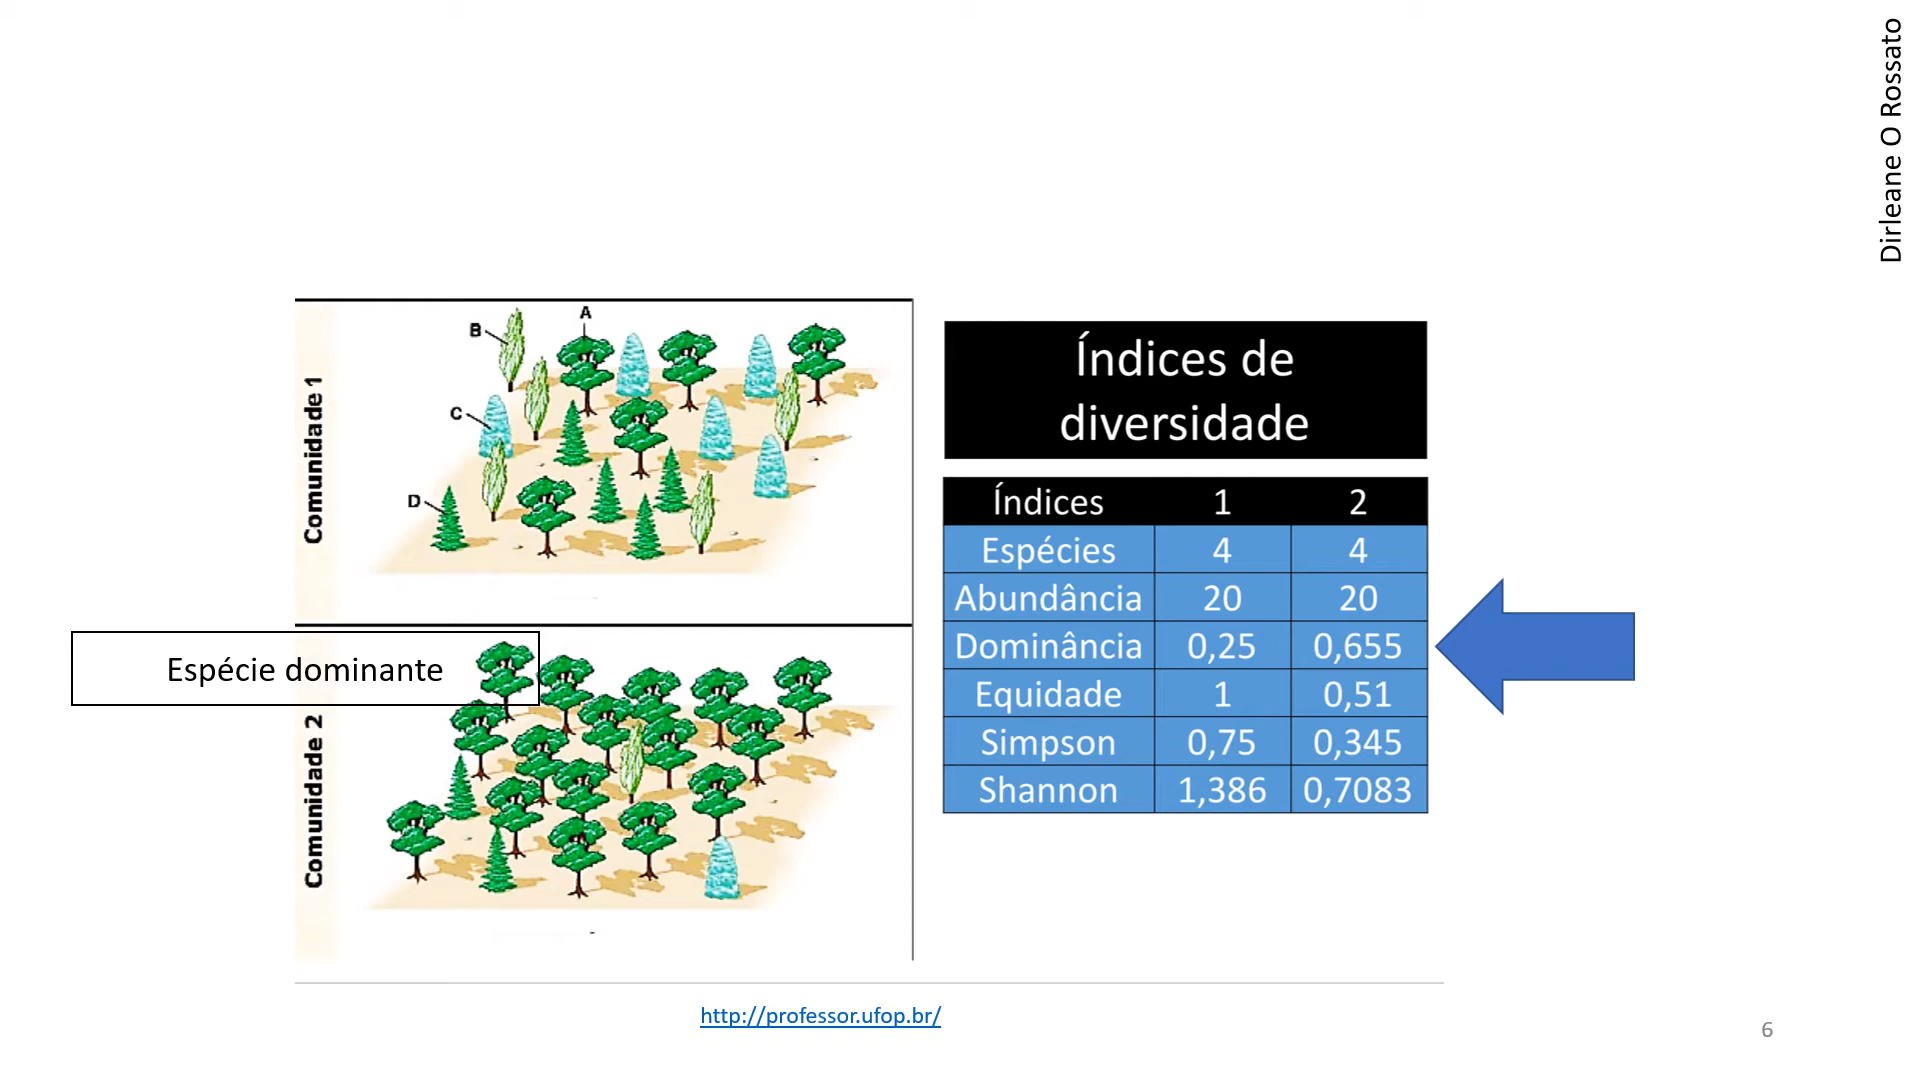 Dirleane O Rossato
Comunidade 1
B
A
C
D
Espécie dominante
Comunidade 2
Índices de
diversidade
Índices 1 2
Espécies 4 4
Abundância 20 20
Dominância 0,25 0,655
Equidade 1 0,51
Simpson 0,75 0,345
Shannon 1,386 0,7083
http://professor.ufop.br/
6